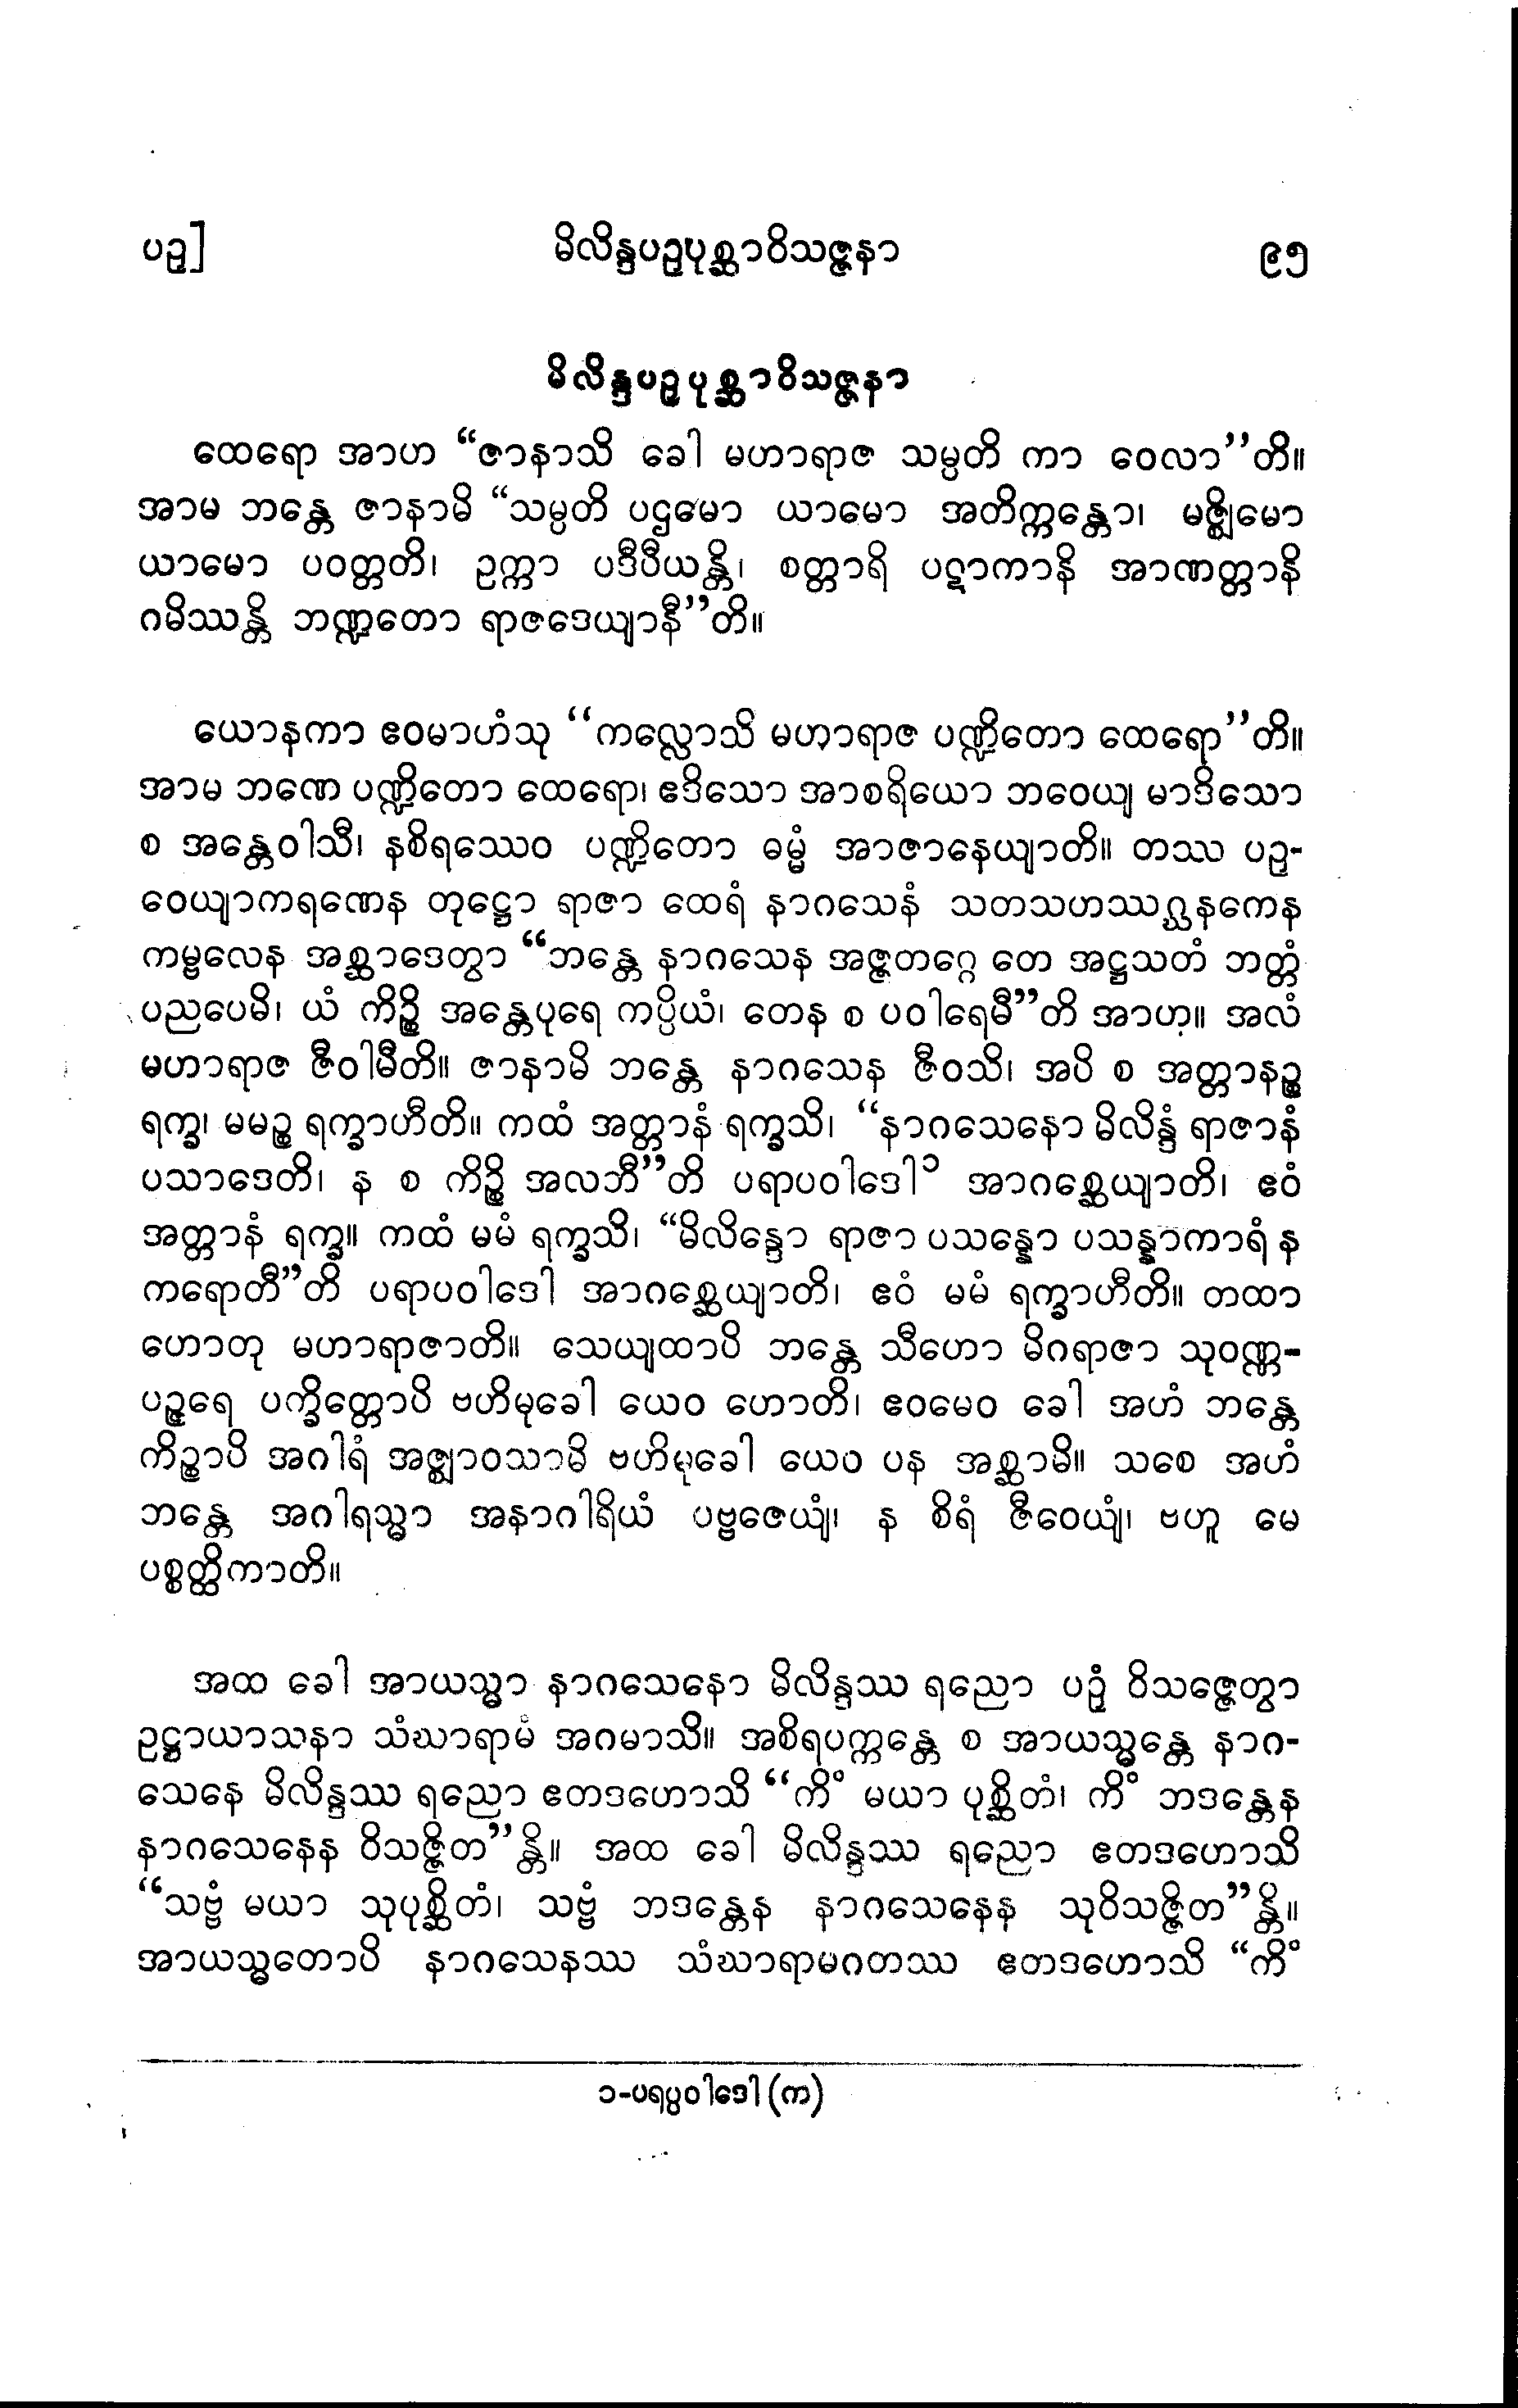 ပဉှ]
မိလိန္ဒပဉှပုစ္ဆာဝိသဇ္ဇနာ
၉၅
မိလိန္ဒပဉှပုစ္ဆာဝိသဇ္ဇနာ
ထေရော အာဟ “ဇာနာသိ ခေါ မဟာရာဇ သမ္ပတိ ကာ ဝေလာ”တိ။
အာမ ဘန္တေ ဇာနာမိ “သမ္ပတိ ပဌမော ယာမော အတိက္ကန္တော၊ မဇ္ဈိမော
ယာမော ပဝတ္တတိ၊ ဥက္ကာ ပဒီပီယန္တိ၊ စတ္တာရိ ပဋာကာနိ အာဏတ္တာနိ
ဂမိဿန္တိ ဘဏ္ဍတော ရာဇဒေယျာနီ”တိ။
ယောနကာ ဧဝမာဟံသု “ကလ္လောသိ မဟာရာဇ ပဏ္ဍိတော ထေရော”တိ။
အာမ ဘဏေ ပဏ္ဍိတော ထေရော၊ ဧဒိသော အာစရိယော ဘဝေယျ မာဒိသော
စ အန္တေဝါသီ၊ နစိရဿေဝ ပဏ္ဍိတော ဓမ္မံ အာဇာနေယျာတိ။ တဿ ပဉှ-
ဝေယျာကရဏေန တုဋ္ဌော ရာဇာ ထေရံ နာဂသေနံ သတသဟဿဂ္ဃနကေန
ကမ္ဗလေန အစ္ဆာဒေတွာ “ဘန္တေ နာဂသေန အဇ္ဇတဂ္ဂေ တေ အဋ္ဌသတံ ဘတ္တံ
ပညပေမိ၊ ယံ ကိဉ္စိ အန္တေပုရေ ကပ္ပိယံ၊ တေန စ ပဝါရေမီ”တိ အာဟ။ အလံ
မဟာရာဇ ဇီဝါမီတိ။ ဇာနာမိ ဘန္တေ နာဂသေန ဇီဝသိ၊ အပိ စ အတ္တာနဉ္စ
ရက္ခ၊ မမဉ္စ ရက္ခာဟီတိ။ ကထံ အတ္တာနံ ရက္ခသိ၊ “နာဂသေနော မိလိန္ဒံ ရာဇာနံ
ပသာဒေတိ၊ န စ ကိဉ္စိ အလဘီ”တိ ပရာပဝါဒေါ ၁ အာဂစ္ဆေယျာတိ၊ ဧဝံ
အတ္တာနံ ရက္ခ။ ကထံ မမံ ရက္ခသိ၊ “မိလိန္ဒော ရာဇာ ပသန္နော ပသန္နာကာရံ န
ကရောတီ”တိ ပရာပဝါဒေါ အာဂစ္ဆေယျာတိ၊ ဧဝံ မမံ ရက္ခာဟီတိ။ တထာ
ဟောတု မဟာရာဇာတိ။ သေယျထာပိ ဘန္တေ သီဟော မိဂရာဇာ သုဝဏ္ဏ-
ပဉ္ဇရေ ပက္ခိတ္တောပိ ဗဟိမုခေါ ယေဝ ဟောတိ၊ ဧဝမေဝ ခေါ အဟံ ဘန္တေ
ကိဉ္စာပိ အဂါရံ အဇ္ဈာဝသာမိ ဗဟိမုခေါ ယေဝ ပန အစ္ဆာမိ။ သစေ အဟံ
ဘန္တေ အဂါရသ္မာ အနာဂါရိယံ ပဗ္ဗဇေယျံ၊ န စိရံ ဇီဝေယျံ၊ ဗဟူ မေ
ပစ္စတ္ထိကာတိ။
အထ ခေါ အာယသ္မာ နာဂသေနော မိလိန္ဒဿ ရညော ပဉှံ ဝိသဇ္ဇေတွာ
ဥဋ္ဌာယာသနာ သံဃာရာမံ အဂမာသိ။ အစိရပက္ကန္တေ စ အာယသ္မန္တေ နာဂ-
သေနေ မိလိန္ဒဿ ရညော ဧတဒဟောသိ “ကိံ မယာ ပုစ္ဆိတံ၊ ကိံ ဘဒန္တေန
နာဂသေနေန ဝိသဇ္ဇိတ”န္တိ။ အထ ခေါ မိလိန္ဒဿ ရညော ဧတဒဟောသိ
“သဗ္ဗံ မယာ သုပုစ္ဆိတံ၊ သဗ္ဗံ ဘဒန္တေန နာဂသေနေန သုဝိသဇ္ဇိတ”န္တိ။
အာယသ္မတောပိ နာဂသေနဿ သံဃာရာမဂတဿ ဧတဒဟောသိ “ကိံ
၁-ပရပ္ပဝါဒေါ (က)